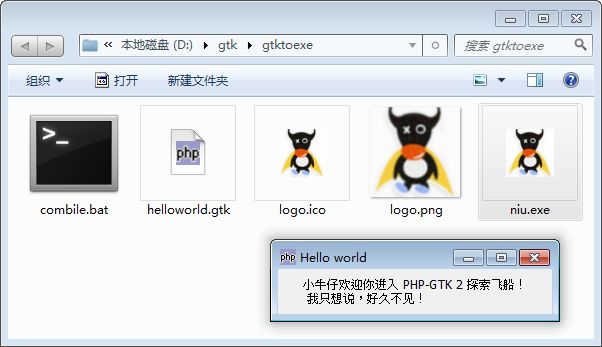 « 本地磁盘 (D:) ▸ gtk ▸ gtktoexe
搜索 gtktoexe
组织 打开 新建文件夹
>_
php
combile.bat helloworld.gtk logo.ico logo.png niu.exe
php Hello world
小牛仔欢迎你进入 PHP-GTK 2 探索飞船！
我只想说，好久不见！